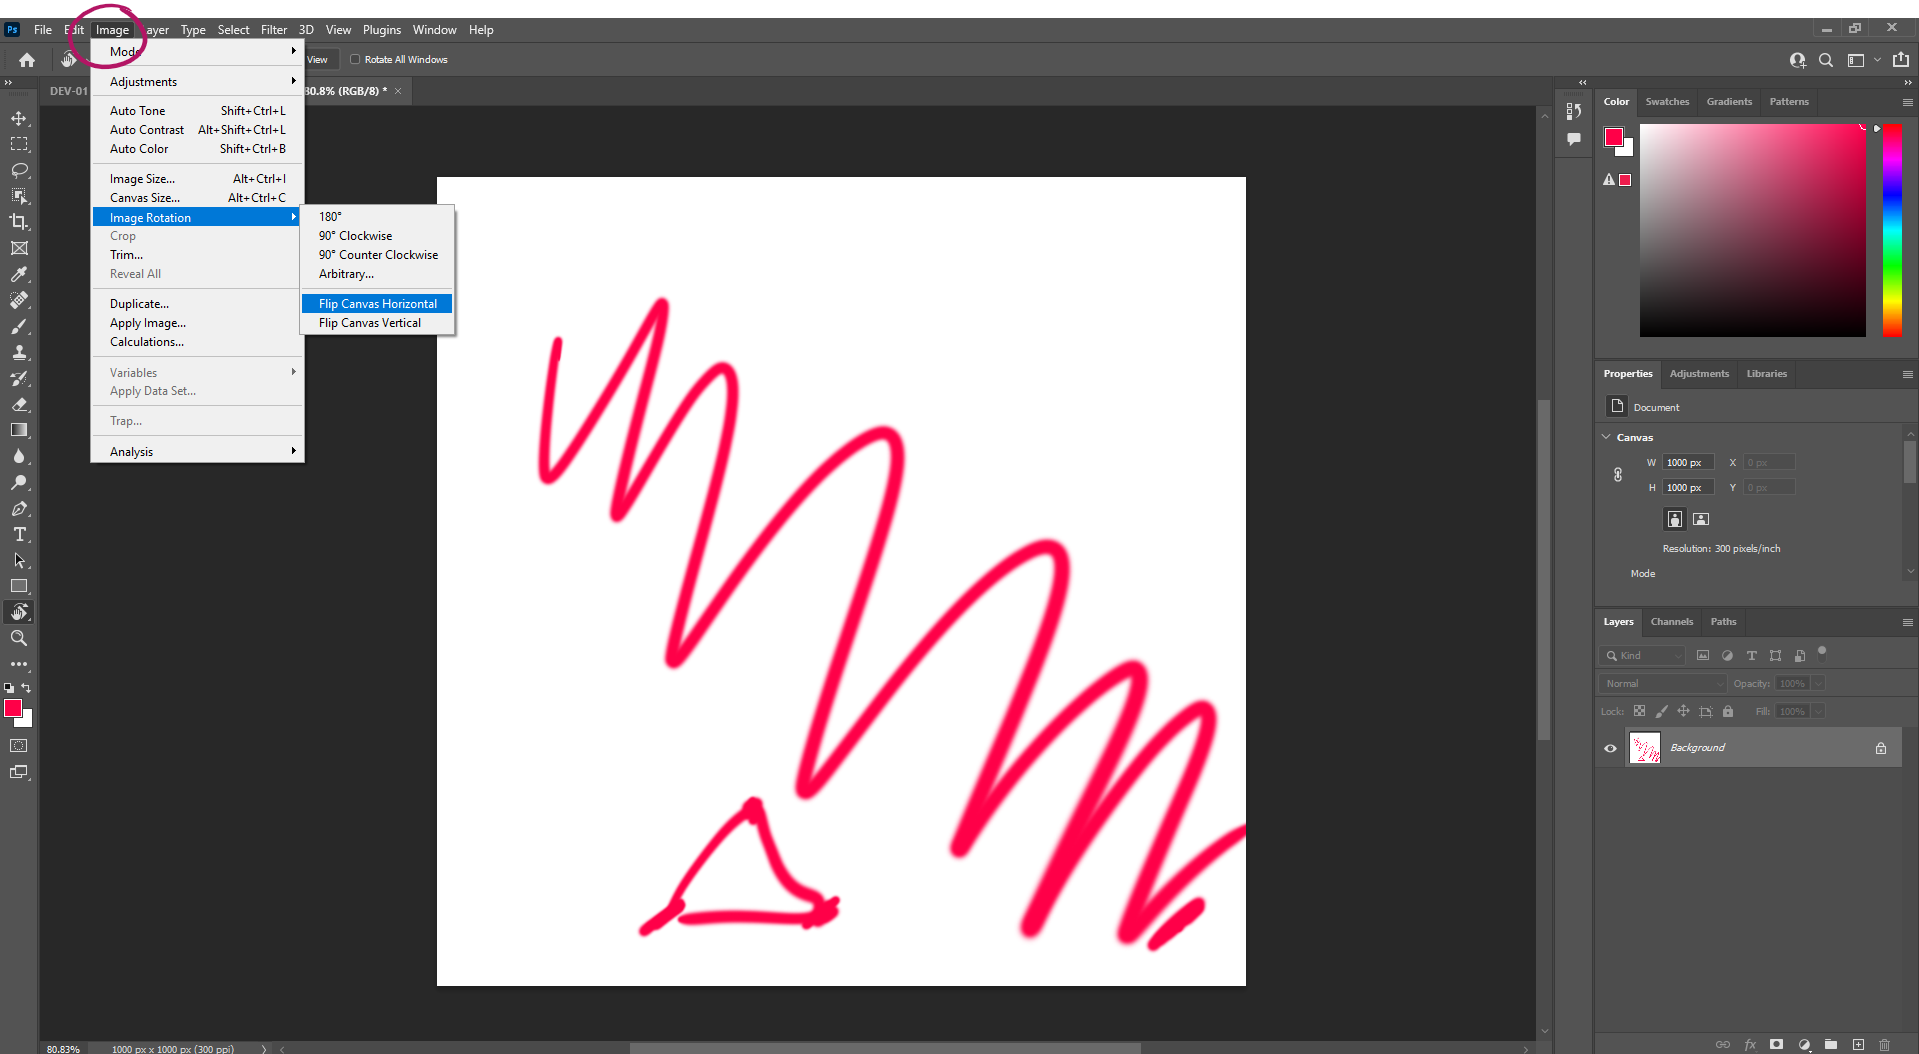 Ps File Edit Image Layer Type Select Filter 3D View Plugins Window Help
View Rotate All Windows
DEV-01 80.8% (RGB/8) * ×
Mode
Adjustments
Auto Tone Shift+Ctrl+L
Auto Contrast Alt+Shift+Ctrl+L
Auto Color Shift+Ctrl+B
Image Size... Alt+Ctrl+I
Canvas Size... Alt+Ctrl+C
Image Rotation
Crop
Trim...
Reveal All
Duplicate...
Apply Image...
Calculations...
Variables
Apply Data Set...
Trap...
Analysis
180°
90° Clockwise
90° Counter Clockwise
Arbitrary...
Flip Canvas Horizontal
Flip Canvas Vertical
Color Swatches Gradients Patterns
Properties Adjustments Libraries
Document
Canvas
W 1000 px X 0 px
H 1000 px Y 0 px
Resolution: 300 pixels/inch
Mode
Layers Channels Paths
Kind
Normal Opacity: 100%
Lock: Fill: 100%
Background
fx
80.83% 1000 px x 1000 px (300 ppi)